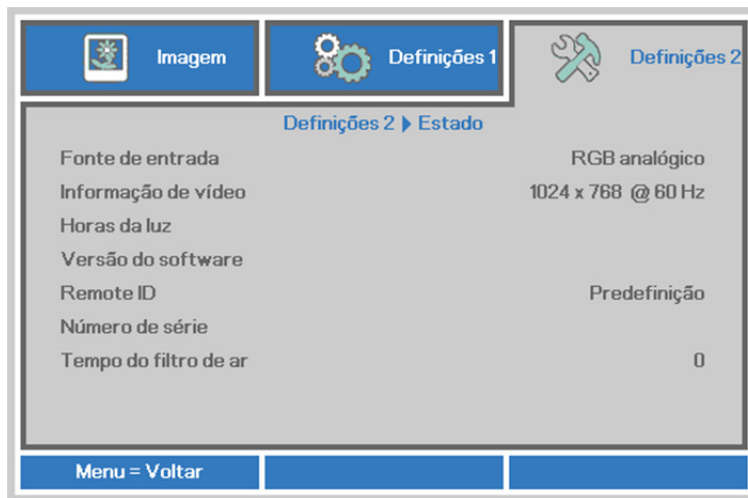 Imagem
Definições 1
Definições 2
Definições 2 ▶ Estado
Fonte de entrada RGB analógico
Informação de vídeo 1024 x 768 @ 60 Hz
Horas da luz
Versão do software
Remote ID Predefinição
Número de série
Tempo do filtro de ar 0
Menu = Voltar